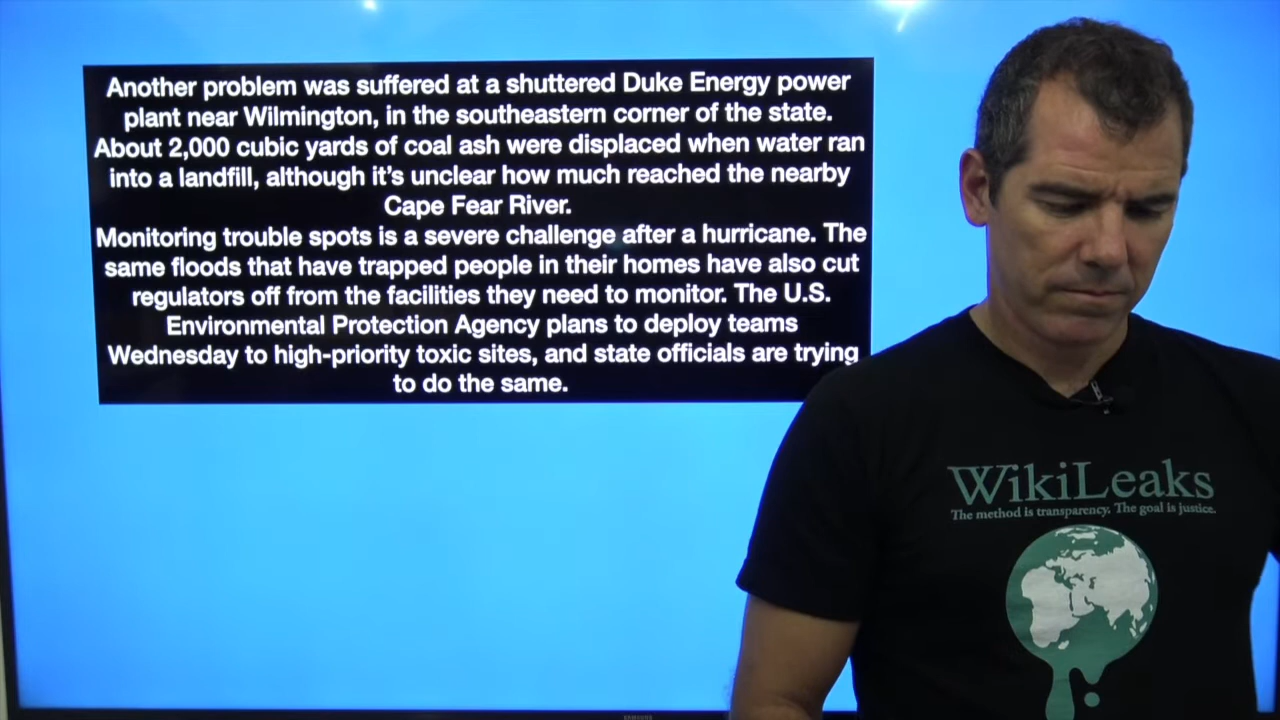 Another problem was suffered at a shuttered Duke Energy power
plant near Wilmington, in the southeastern corner of the state.
About 2,000 cubic yards of coal ash were displaced when water ran
into a landfill, although it’s unclear how much reached the nearby
Cape Fear River.
Monitoring trouble spots is a severe challenge after a hurricane. The
same floods that have trapped people in their homes have also cut
regulators off from the facilities they need to monitor. The U.S.
Environmental Protection Agency plans to deploy teams
Wednesday to high-priority toxic sites, and state officials are trying
to do the same.
WikiLeaks
The method is transparency. The goal is justice.
SAMSUNG